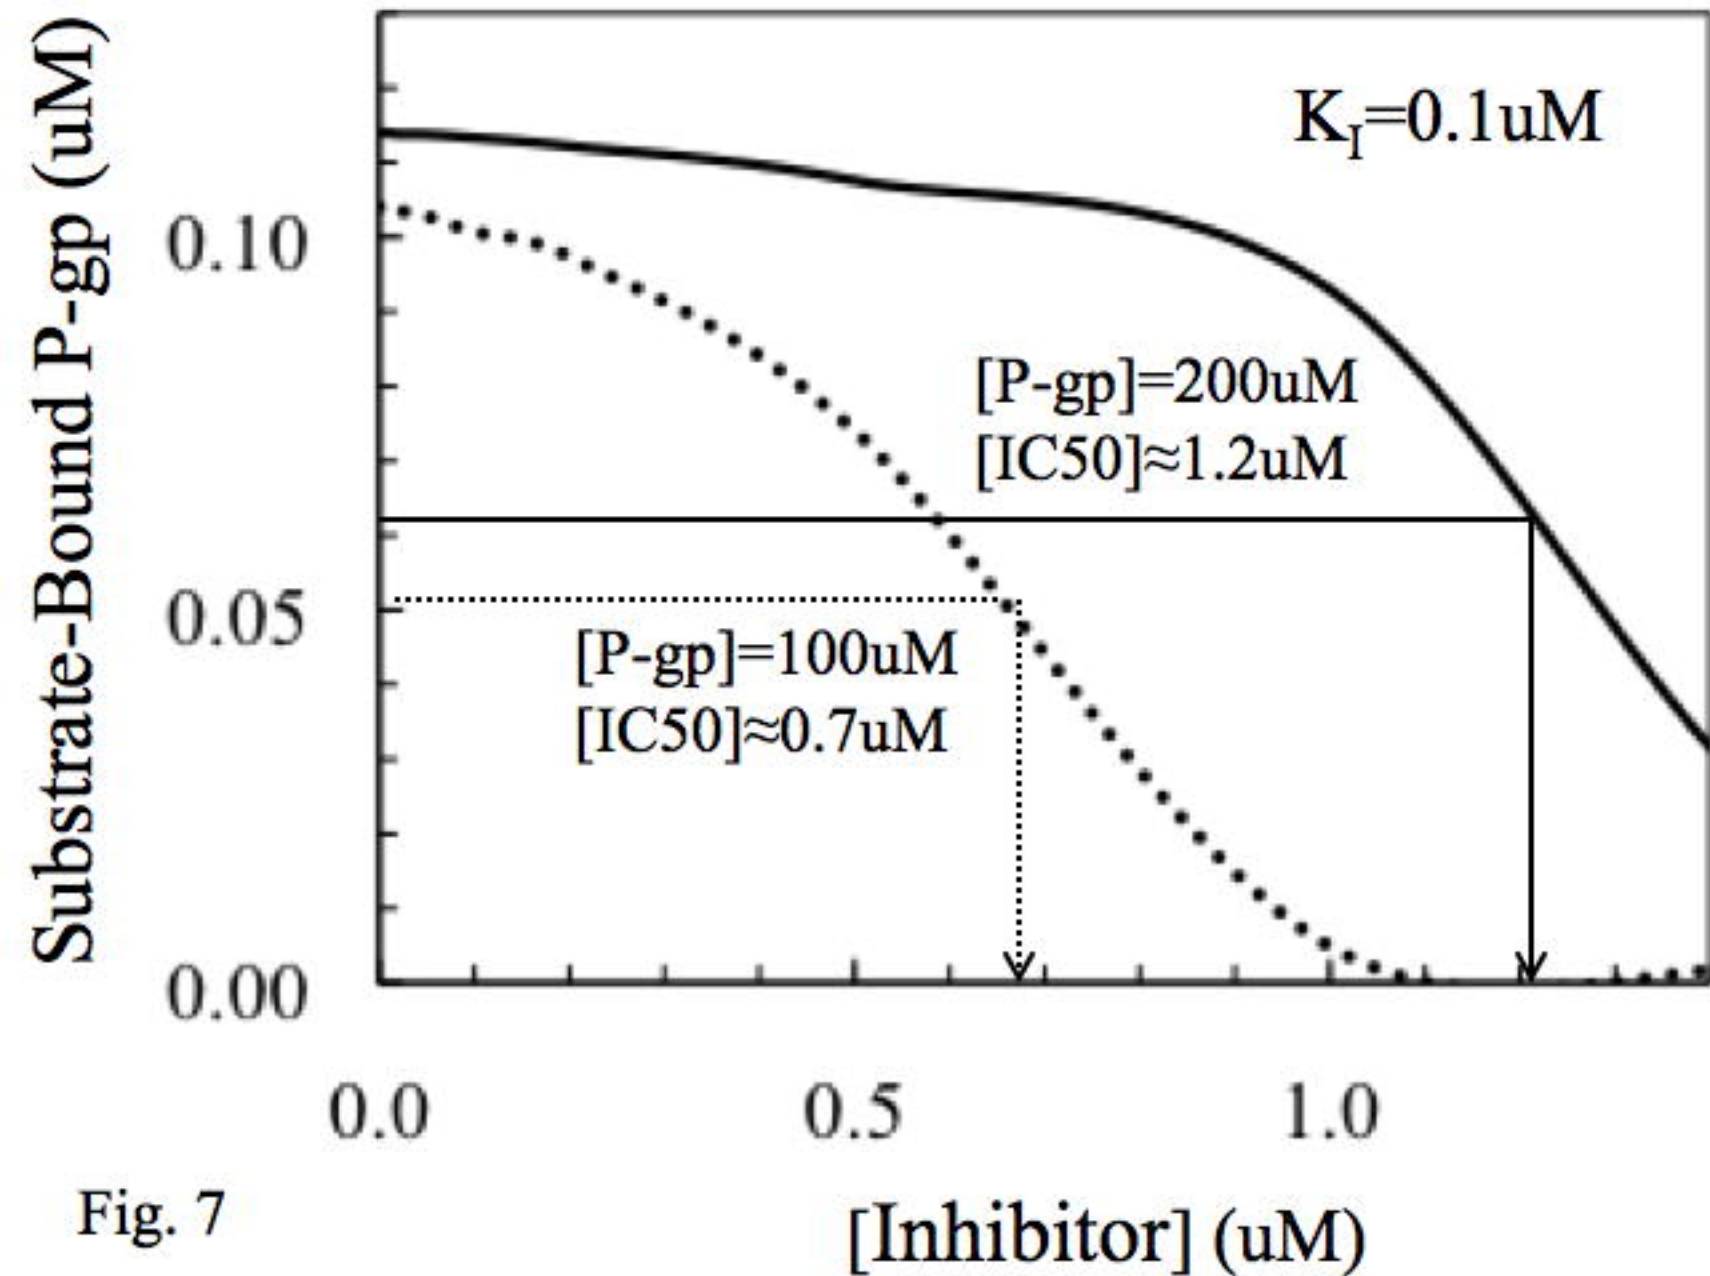 Substrate-Bound P-gp (uM)
K_I=0.1uM
0.10
[P-gp]=200uM
[IC50]≈1.2uM
0.05
[P-gp]=100uM
[IC50]≈0.7uM
0.00
0.0 0.5 1.0
Fig. 7
[Inhibitor] (uM)